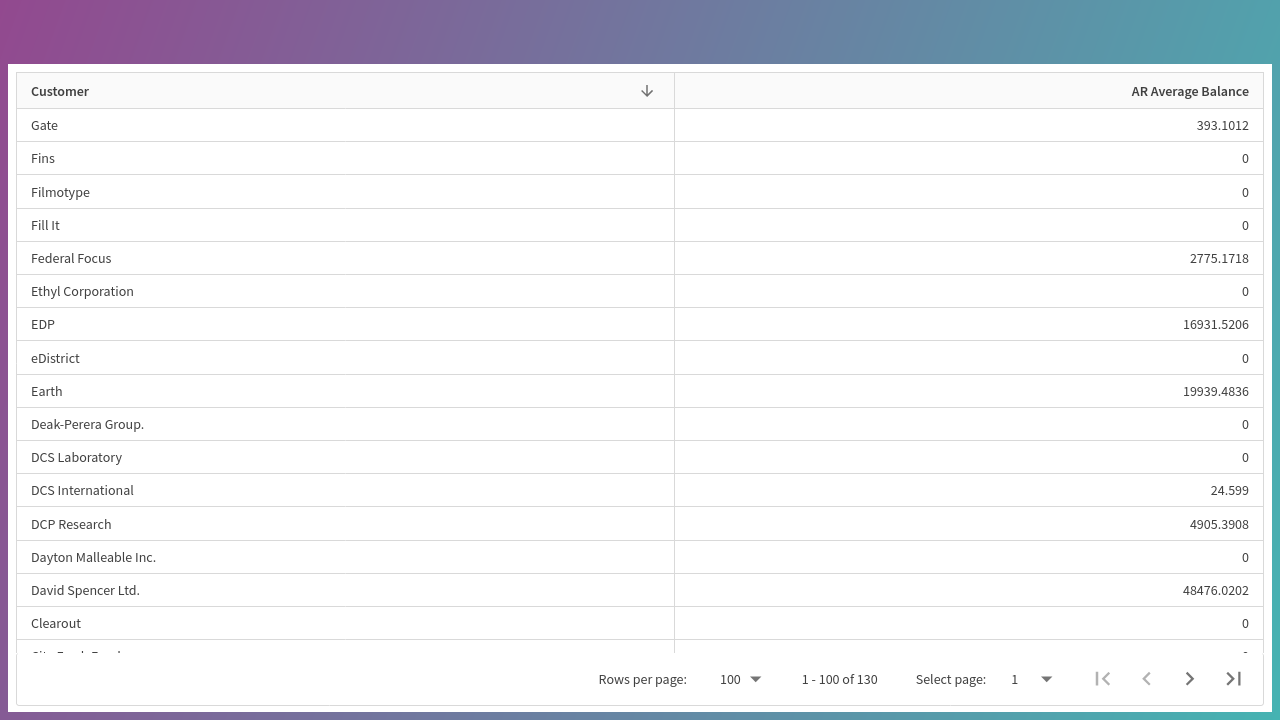 Customer AR Average Balance
Gate 393.1012
Fins 0
Filmotype 0
Fill It 0
Federal Focus 2775.1718
Ethyl Corporation 0
EDP 16931.5206
eDistrict 0
Earth 19939.4836
Deak-Perera Group. 0
DCS Laboratory 0
DCS International 24.599
DCP Research 4905.3908
Dayton Malleable Inc. 0
David Spencer Ltd. 48476.0202
Clearout 0
Rows per page: 100 1 - 100 of 130 Select page: 1